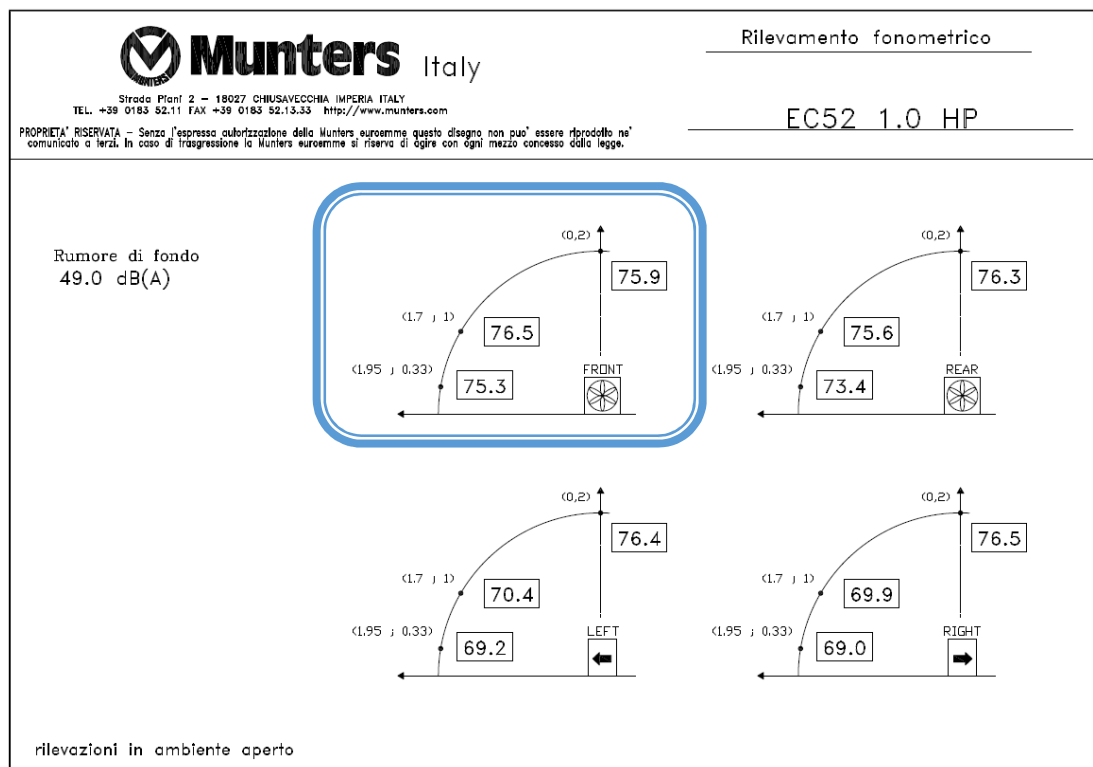 Munters Italy
MUNTERS
Strada Piani 2 - 18027 CHIUSAVECCHIA IMPERIA ITALY
TEL. +39 0183 52.11 FAX +39 0183 52.13.33 http://www.munters.com
PROPRIETA' RISERVATA - Senza l'espressa autorizzazione della Munters euroemme questo disegno non puo' essere riprodotto ne'
comunicato a terzi. In caso di trasgressione la Munters euroemme si riserva di agire con ogni mezzo concesso dalla legge.
Rilevamento fonometrico
EC52 1.0 HP
Rumore di fondo
49.0 dB(A)
(0,2)
75.9
(1.7 ; 1)
76.5
(1.95 ; 0.33)
75.3
FRONT
(0,2)
76.3
(1.7 ; 1)
75.6
(1.95 ; 0.33)
73.4
REAR
(0,2)
76.4
(1.7 ; 1)
70.4
(1.95 ; 0.33)
69.2
LEFT
(0,2)
76.5
(1.7 ; 1)
69.9
(1.95 ; 0.33)
69.0
RIGHT
rilevazioni in ambiente aperto